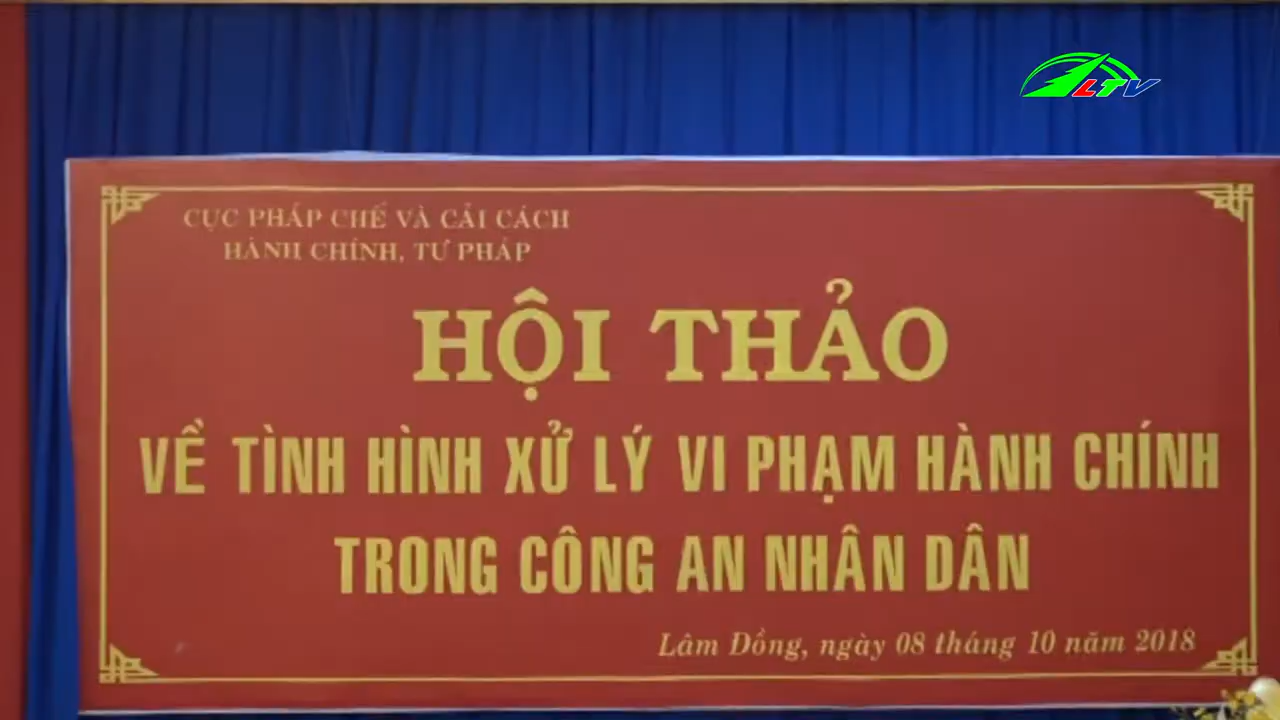 LTV
CỤC PHÁP CHẾ VÀ CẢI CÁCH
HÀNH CHÍNH, TƯ PHÁP
HỘI THẢO
VỀ TÌNH HÌNH XỬ LÝ VI PHẠM HÀNH CHÍNH
TRONG CÔNG AN NHÂN DÂN
Lâm Đồng, ngày 08 tháng 10 năm 2018